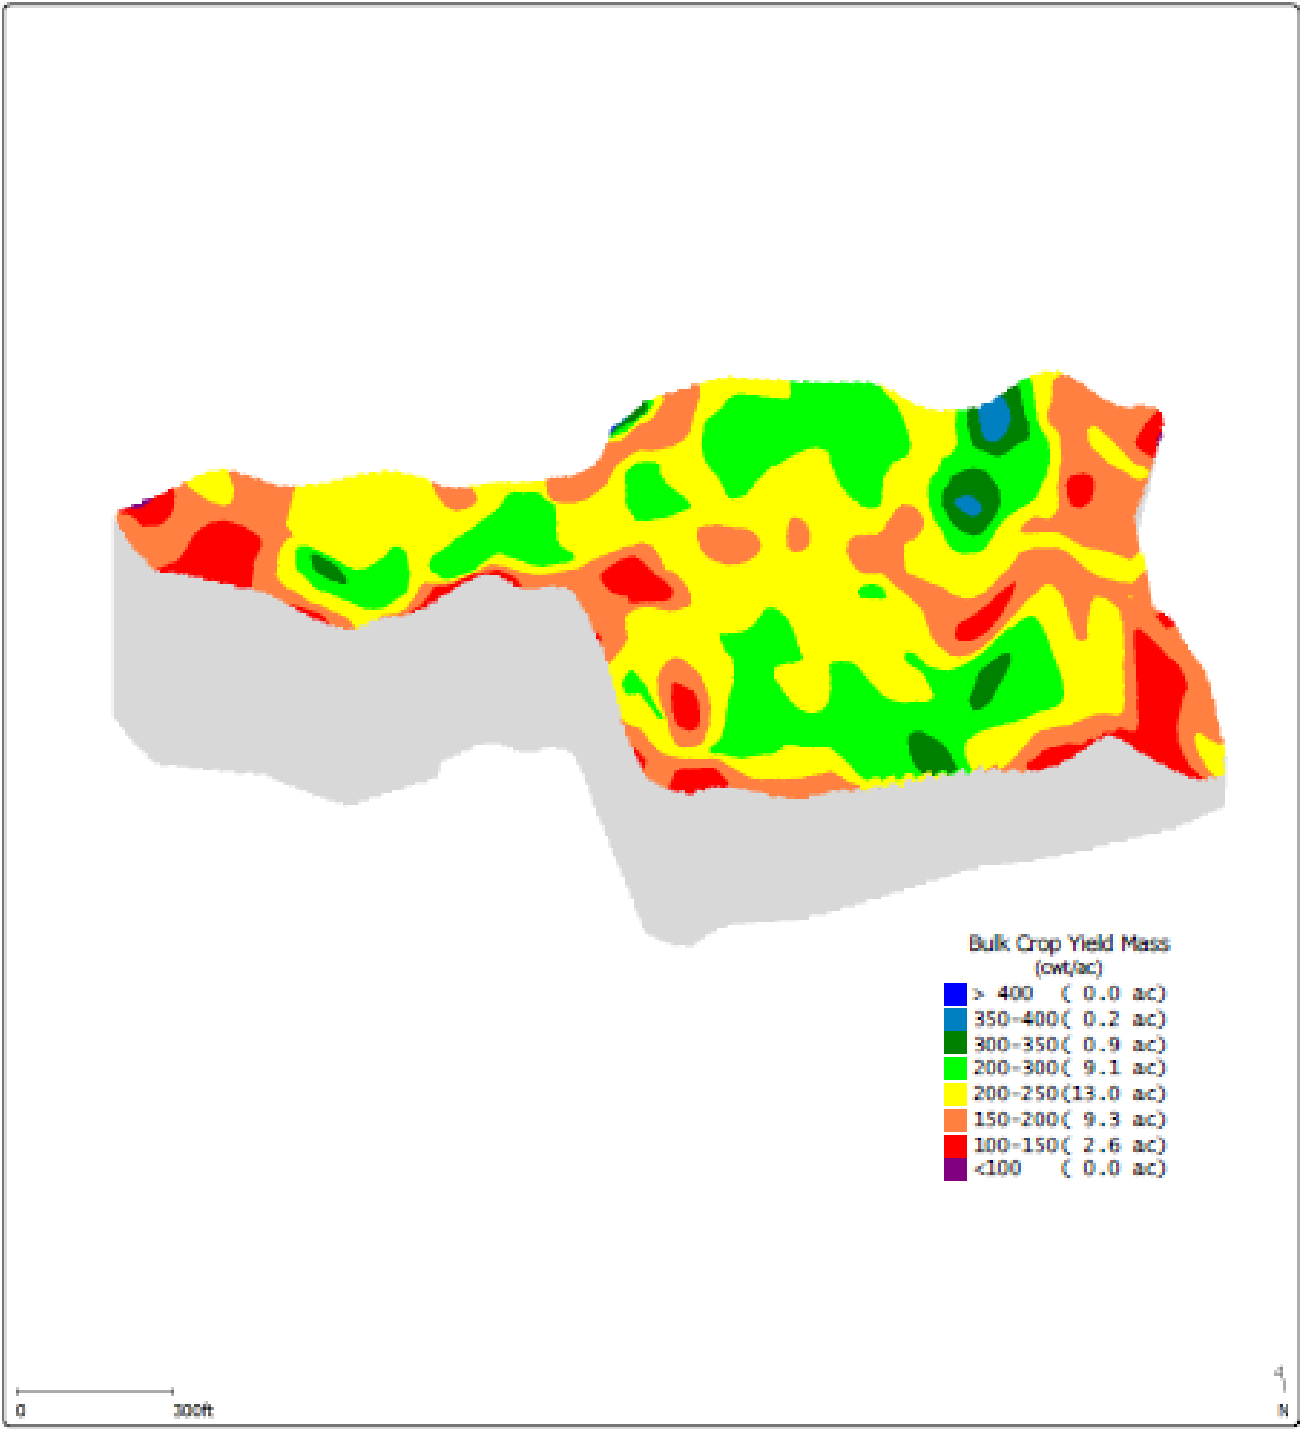 Bulk Crop Yield Mass
(cwt/ac)
> 400 ( 0.0 ac)
350-400( 0.2 ac)
300-350( 0.9 ac)
200-300( 9.1 ac)
200-250(13.0 ac)
150-200( 9.3 ac)
100-150( 2.6 ac)
<100 ( 0.0 ac)
0 300ft
N